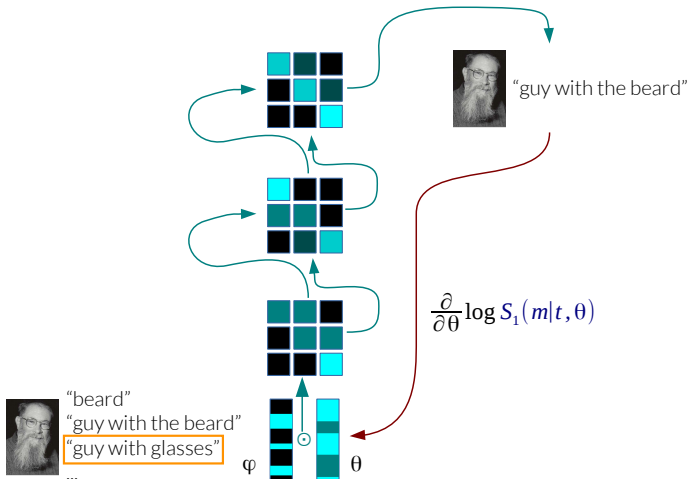 “guy with the beard”
∂/∂θ log S₁(m|t,θ)
“beard”
“guy with the beard”
“guy with glasses”
...
φ ⊙ θ